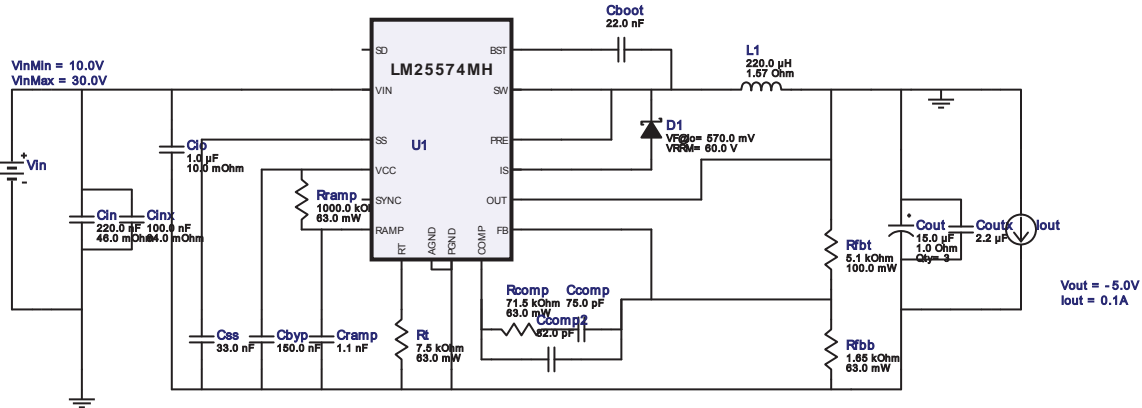 Cboot
22.0 nF
VinMin = 10.0V
VinMax = 30.0V
SD
BST
LM25574MH
L1
220.0 µH
1.57 Ohm
VIN
SW
D1
VF@Io= 570.0 mV
VRRM= 60.0 V
SS
PRE
U1
Cio
1.0 µF
10.0 mOhm
Vin
VCC
IS
Rramp
1000.0 kO
63.0 mW
SYNC
OUT
RAMP
FB
RT
AGND
PGND
COMP
Cin
220.0 nF
46.0 mOhm
Cinx
100.0 nF
64.0 mOhm
Cout
15.0 µF
1.0 Ohm
Qty= 3
Coutx
2.2 µF
Iout
Rfbt
5.1 kOhm
100.0 mW
Vout = -5.0V
Iout = 0.1A
Rcomp
71.5 kOhm
63.0 mW
Ccomp
75.0 pF
Ccomp2
82.0 pF
Css
33.0 nF
Cbyp
150.0 nF
Cramp
1.1 nF
Rt
7.5 kOhm
63.0 mW
Rfbb
1.65 kOhm
63.0 mW